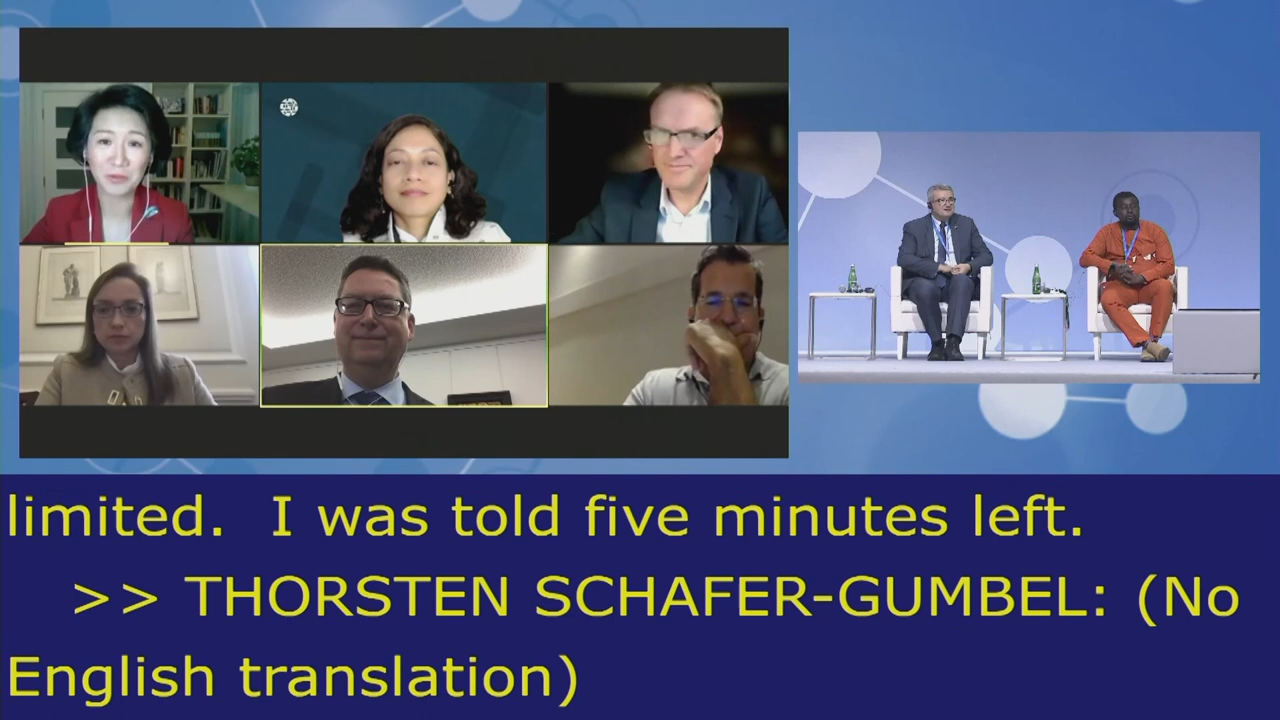 limited.  I was told five minutes left.
>> THORSTEN SCHAFER-GUMBEL: (No
English translation)